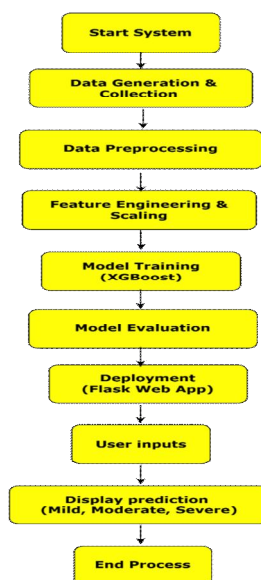 Start System
Data Generation &
Collection
Data Preprocessing
Feature Engineering &
Scaling
Model Training
(XGBoost)
Model Evaluation
Deployment
(Flask Web App)
User inputs
Display prediction
(Mild, Moderate, Severe)
End Process